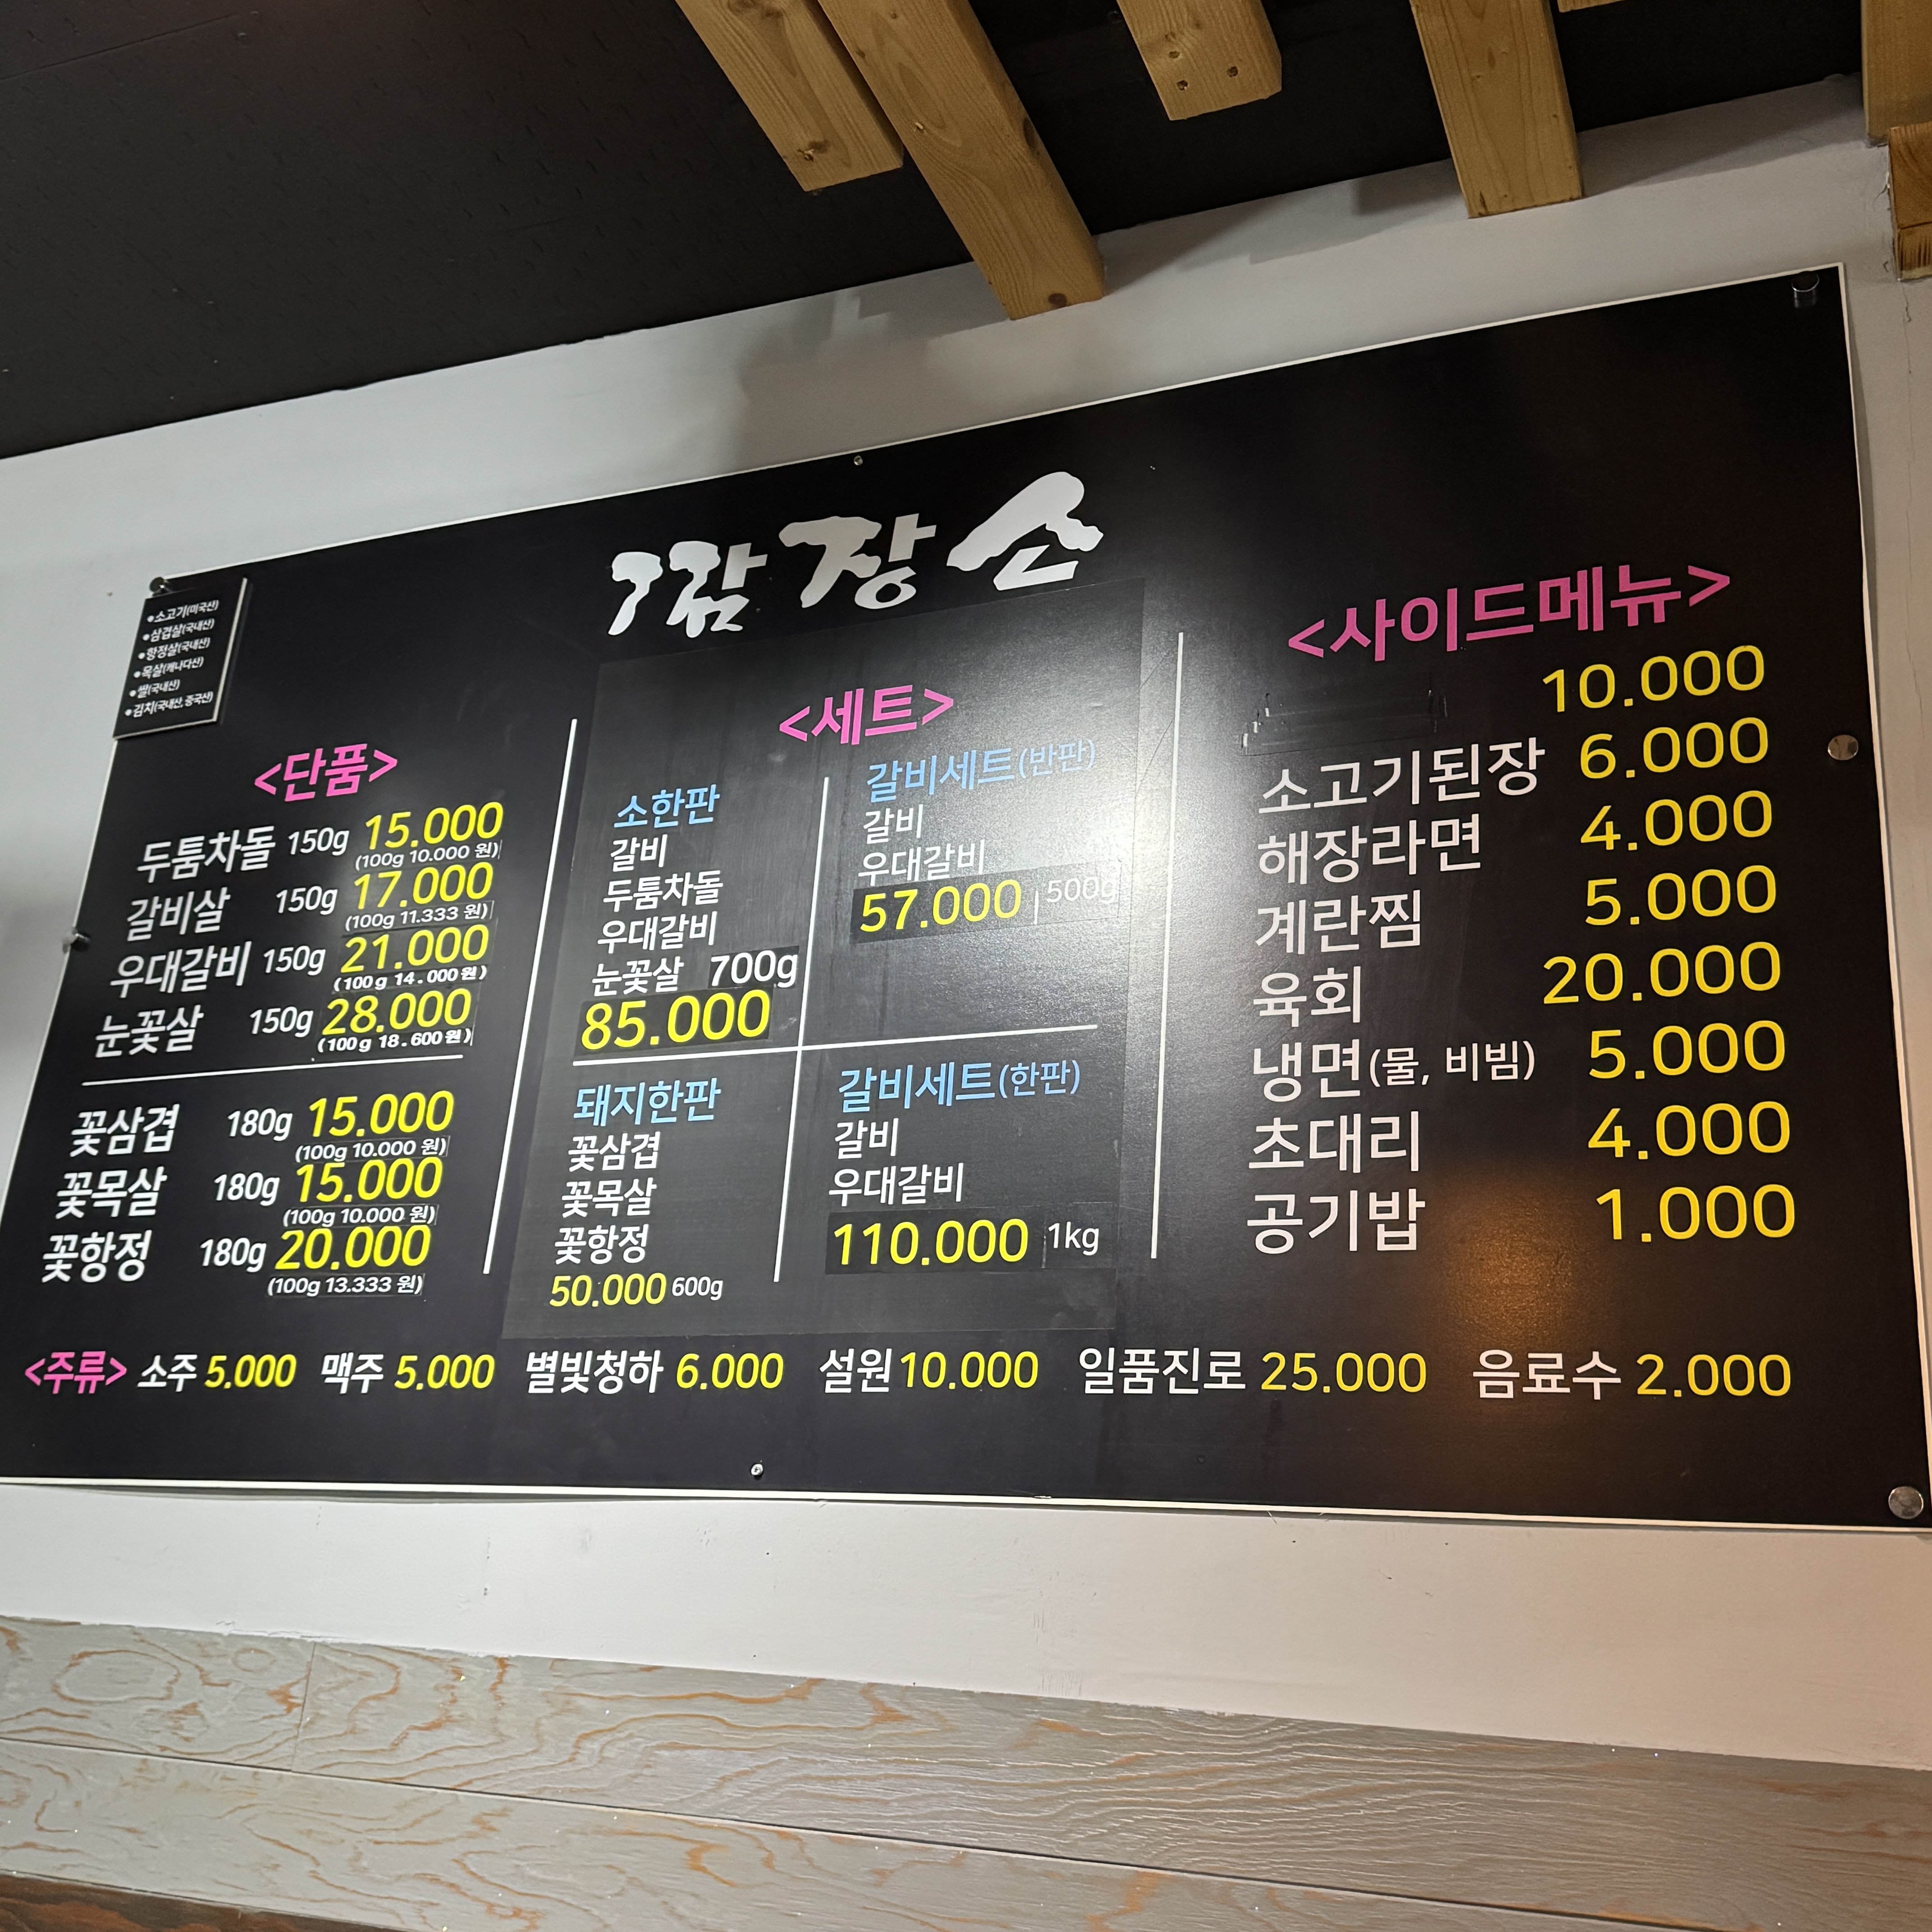 깜장소
•소고기(미국산)
•삼겹살(국내산)
•항정살(국내산)
•목살(캐나다산)
•쌀(국내산)
•김치(국내산, 중국산)
<단품>
두툼차돌 150g 15.000
(100g 10.000 원)
갈비살 150g 17.000
(100g 11.333 원)
우대갈비 150g 21.000
(100g 14.000원)
눈꽃살 150g 28.000
(100g 18.600원)
꽃삼겹 180g 15.000
(100g 10.000 원)
꽃목살 180g 15.000
(100g 10.000 원)
꽃항정 180g 20.000
(100g 13.333 원)
<세트>
소한판
갈비
두툼차돌
우대갈비
눈꽃살 700g
85.000
갈비세트(반판)
갈비
우대갈비
57.000 500g
돼지한판
꽃삼겹
꽃목살
꽃항정
50.000 600g
갈비세트(한판)
갈비
우대갈비
110.000 1kg
<사이드메뉴>
10.000
소고기된장 6.000
해장라면 4.000
계란찜 5.000
육회 20.000
냉면(물, 비빔) 5.000
초대리 4.000
공기밥 1.000
<주류> 소주 5.000 맥주 5.000 별빛청하 6.000 설원 10.000 일품진로 25.000 음료수 2.000